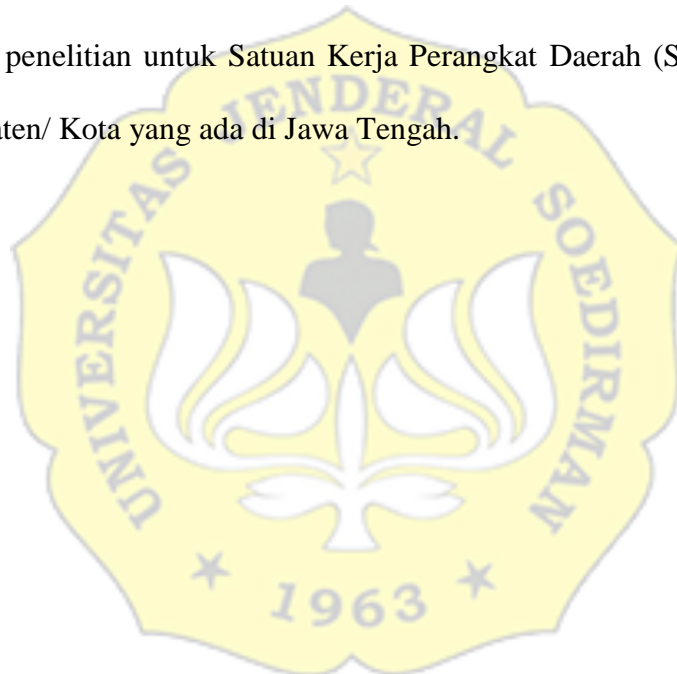 penelitian untuk Satuan Kerja Perangkat Daerah (S
aten/ Kota yang ada di Jawa Tengah.
UNIVERSITAS JENDERAL SOEDIRMAN
1963